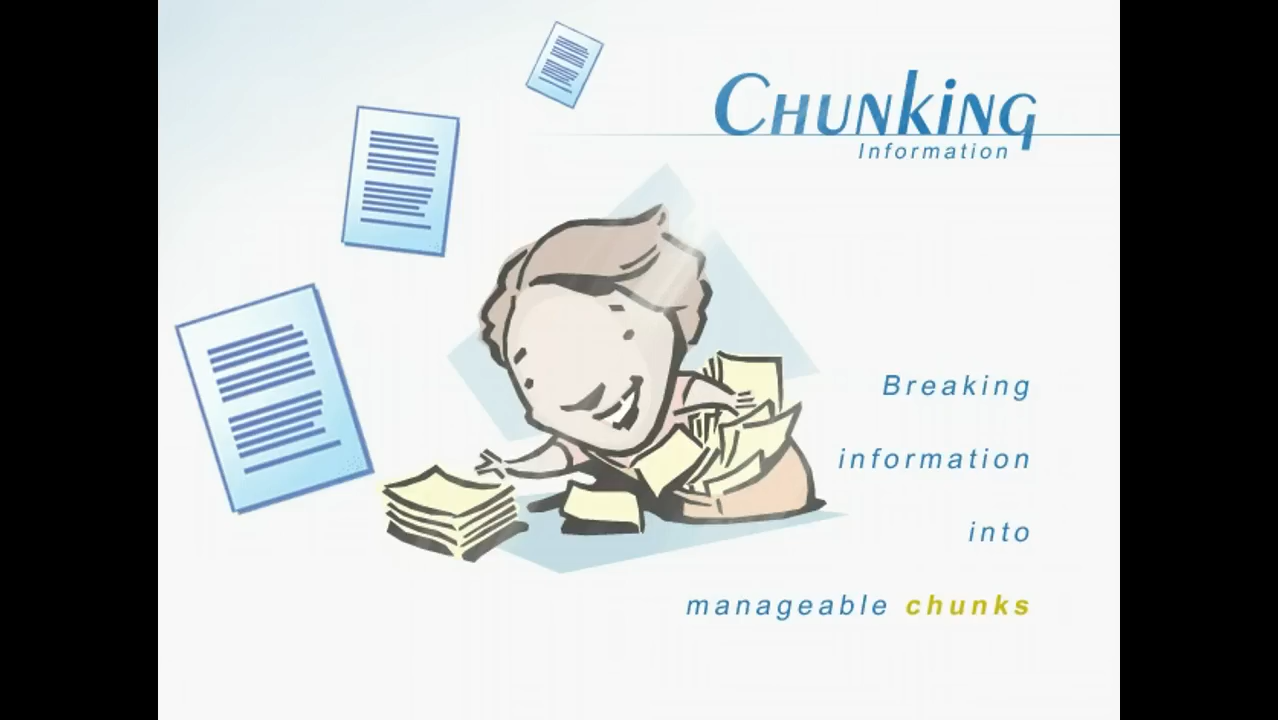 Chunking
Information
Breaking
information
into
manageable chunks